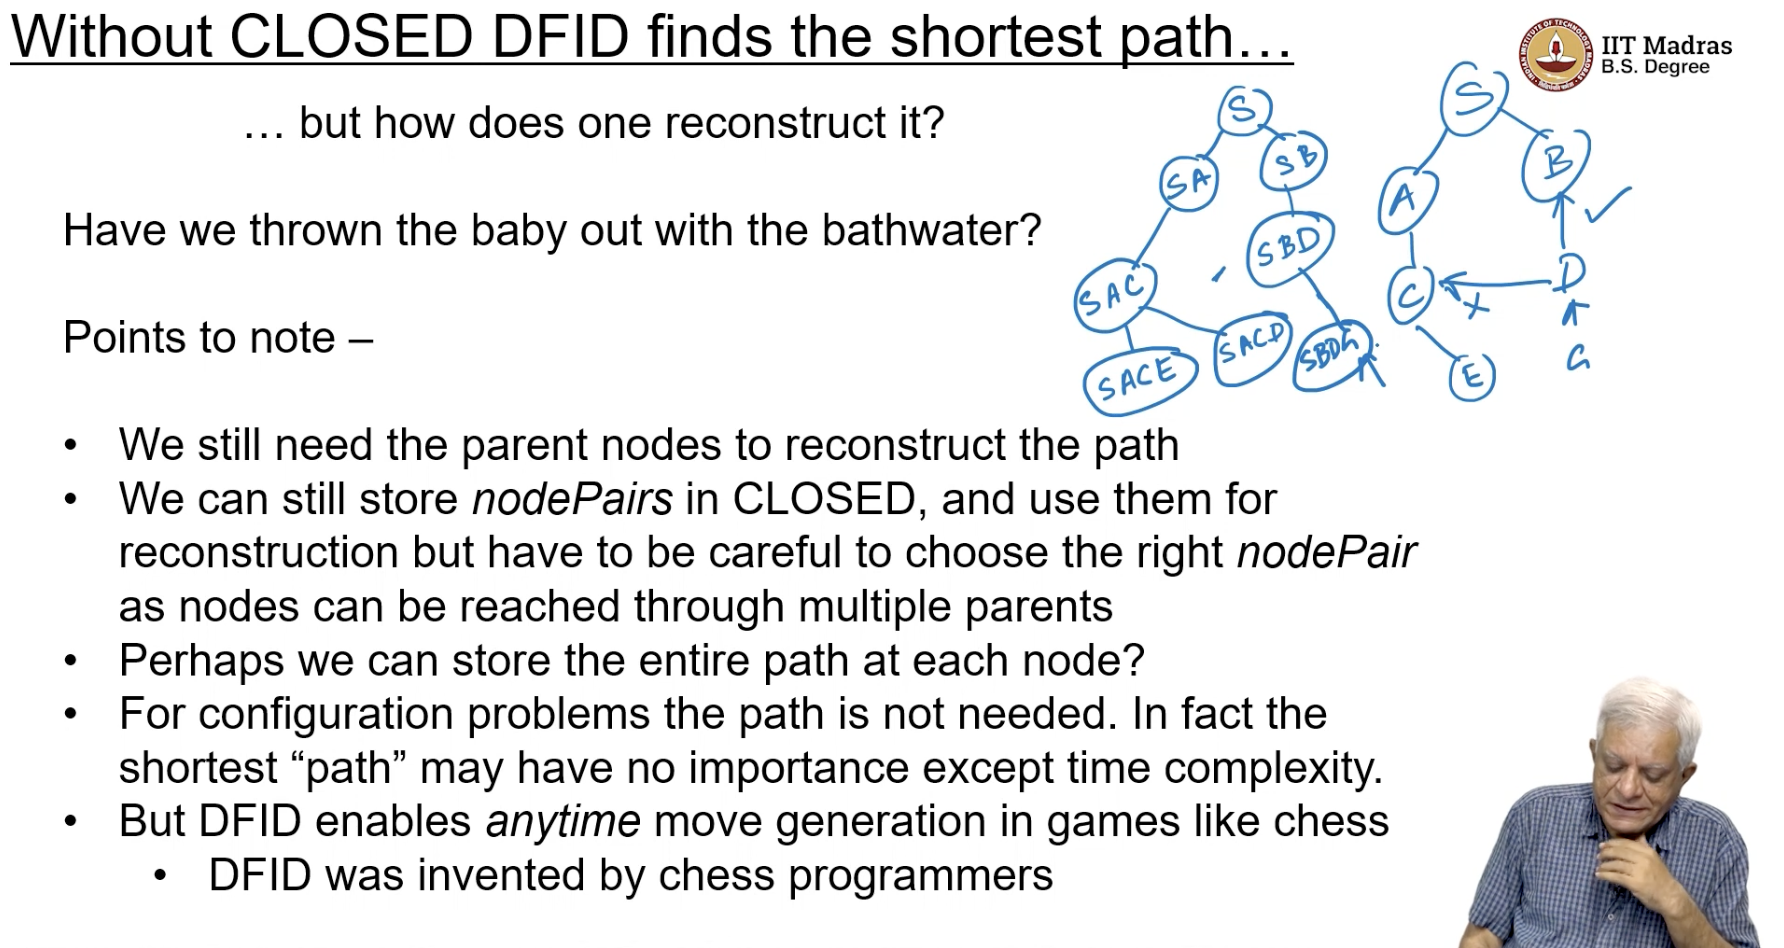 Without CLOSED DFID finds the shortest path…
IIT Madras
B.S. Degree
… but how does one reconstruct it?
Have we thrown the baby out with the bathwater?
Points to note –
S
SA
SB
SAC
SBD
SACE
SACD
SBDG
S
A
B
C
D
E
G
• We still need the parent nodes to reconstruct the path
• We can still store nodePairs in CLOSED, and use them for
reconstruction but have to be careful to choose the right nodePair
as nodes can be reached through multiple parents
• Perhaps we can store the entire path at each node?
• For configuration problems the path is not needed. In fact the
shortest “path” may have no importance except time complexity.
• But DFID enables anytime move generation in games like chess
• DFID was invented by chess programmers